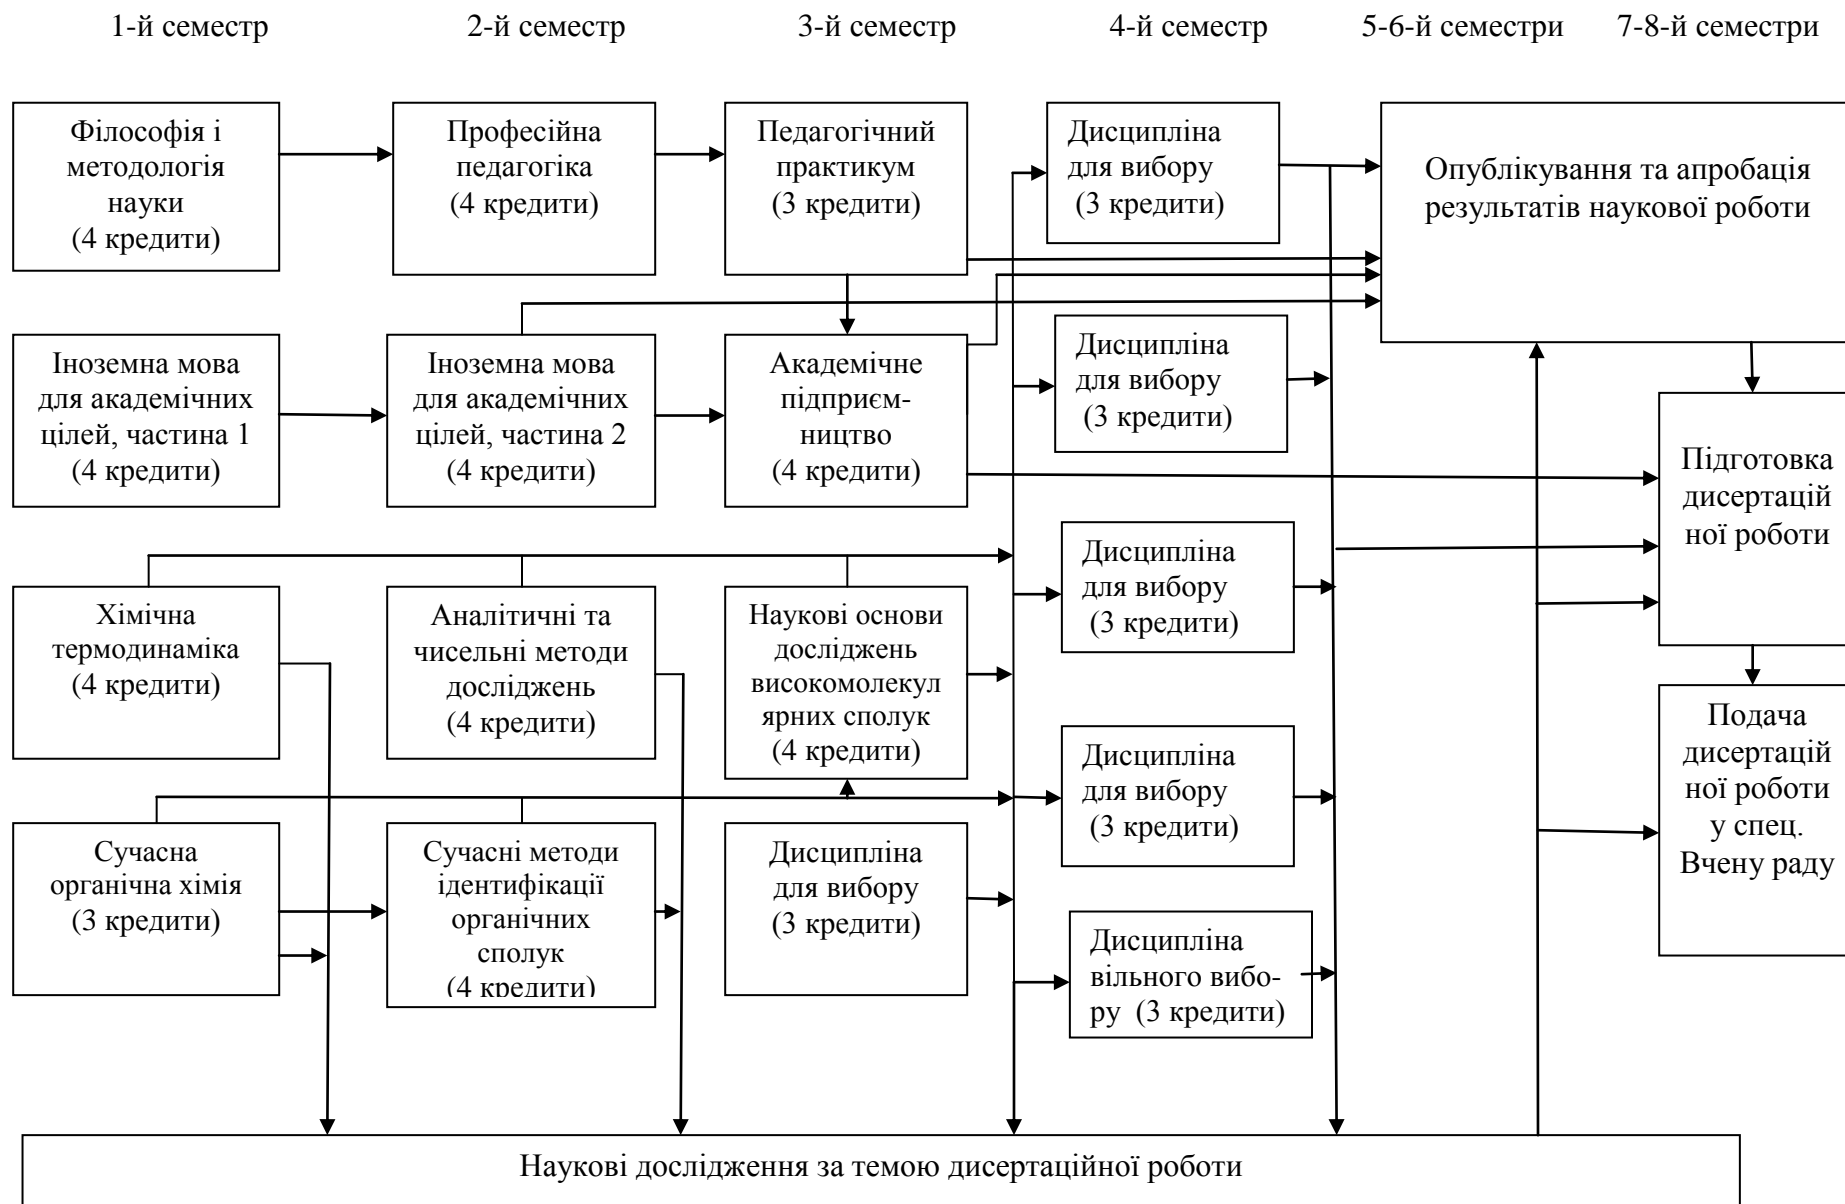 1-й семестр
2-й семестр
3-й семестр
4-й семестр
5-6-й семестри
7-8-й семестри
Філософія і
методологія
науки
(4 кредити)
Професійна
педагогіка
(4 кредити)
Педагогічний
практикум
(3 кредити)
Дисципліна
для вибору
(3 кредити)
Опублікування та апробація
результатів наукової роботи
Іноземна мова
для академічних
цілей, частина 1
(4 кредити)
Іноземна мова
для академічних
цілей, частина 2
(4 кредити)
Академічне
підприєм-
ництво
(4 кредити)
Дисципліна
для вибору
(3 кредити)
Підготовка
дисертацій
ної роботи
Хімічна
термодинаміка
(4 кредити)
Аналітичні та
чисельні методи
досліджень
(4 кредити)
Наукові основи
досліджень
високомолекул
ярних сполук
(4 кредити)
Дисципліна
для вибору
(3 кредити)
Дисципліна
для вибору
(3 кредити)
Подача
дисертацій
ної роботи
у спец.
Вчену раду
Сучасна
органічна хімія
(3 кредити)
Сучасні методи
ідентифікації
органічних
сполук
(4 кредити)
Дисципліна
для вибору
(3 кредити)
Дисципліна
вільного вибо-
ру (3 кредити)
Наукові дослідження за темою дисертаційної роботи